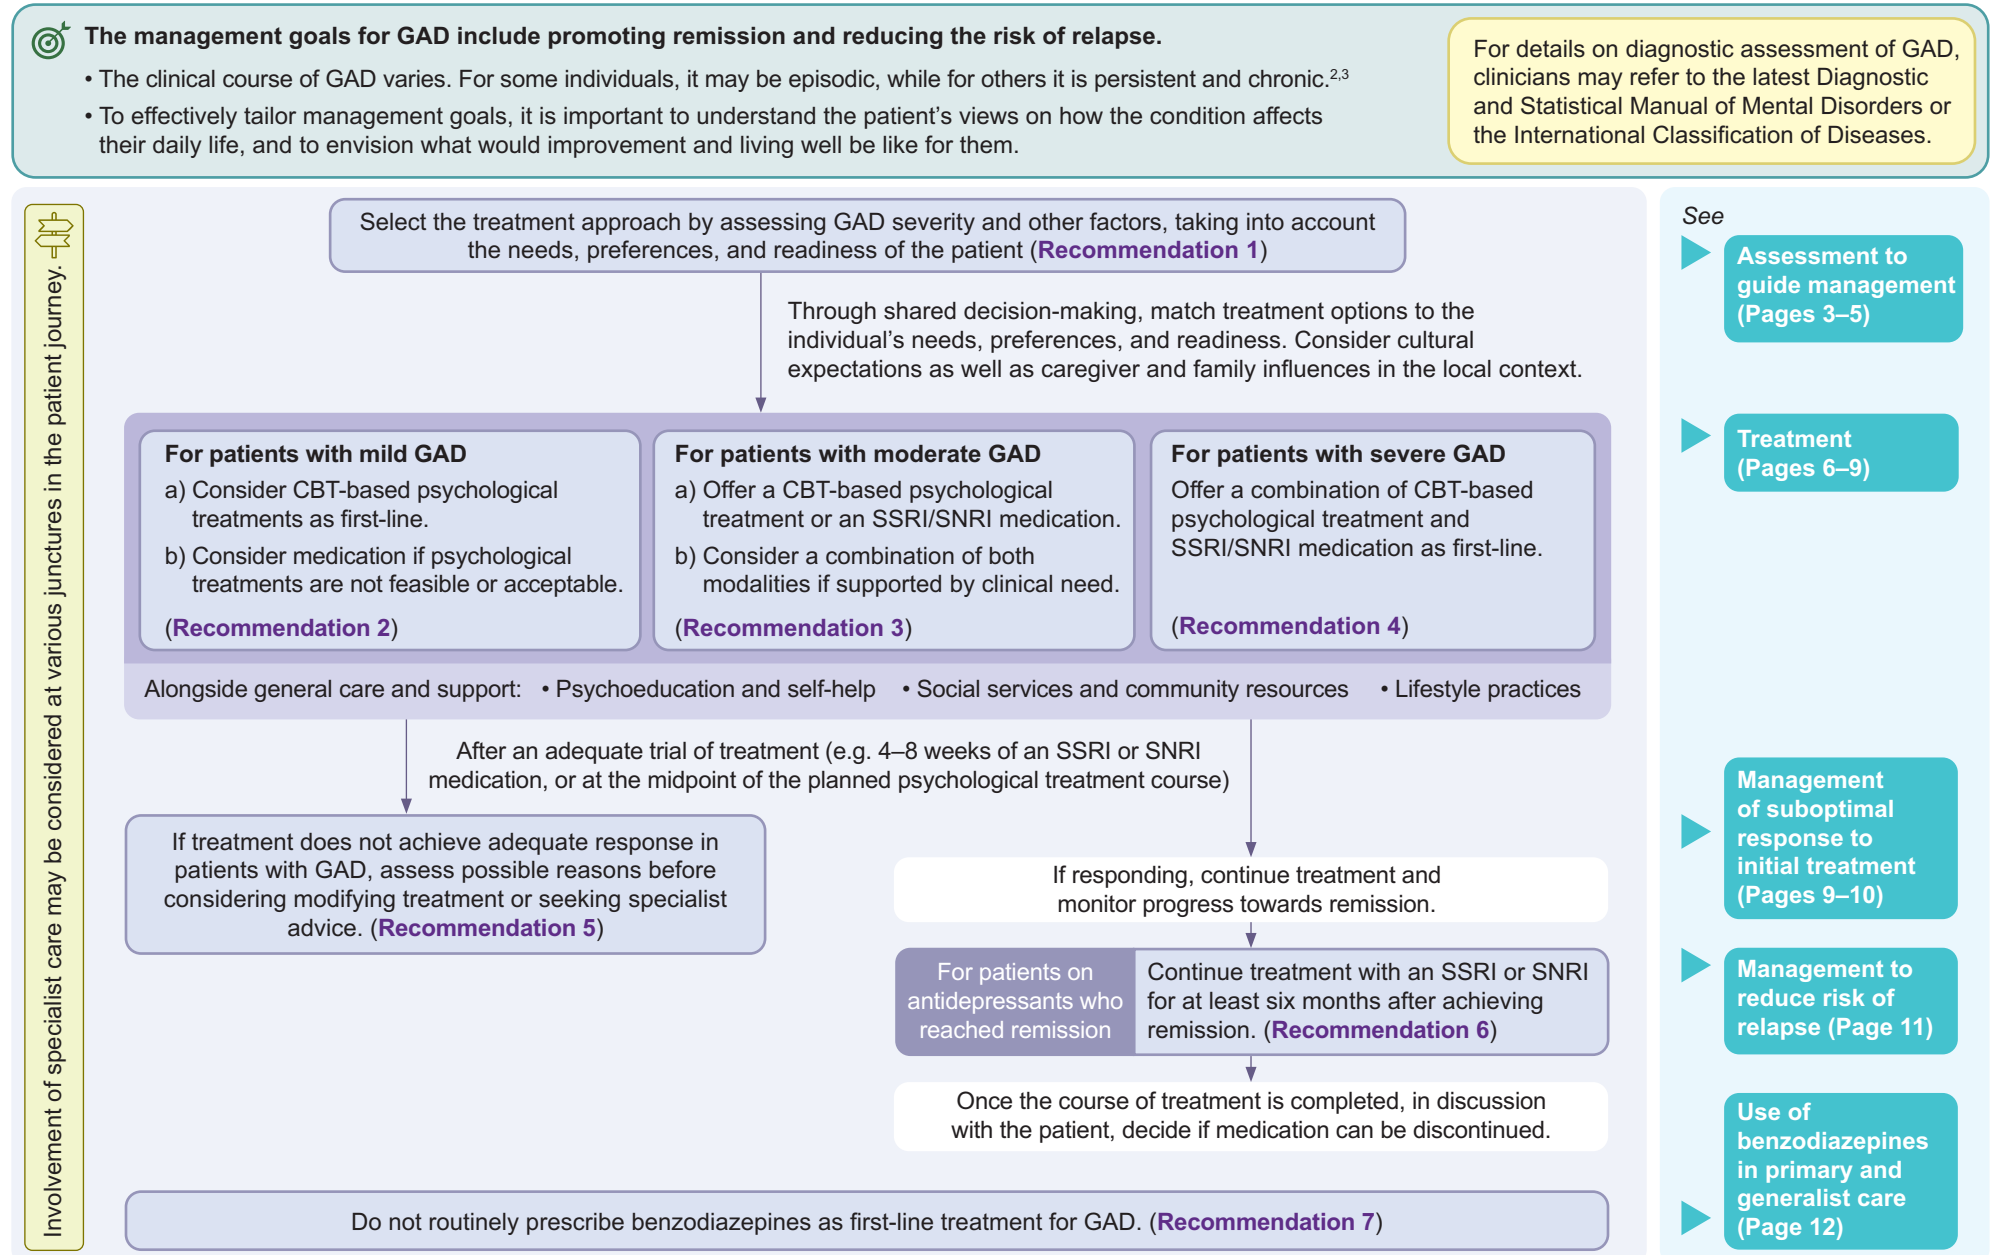 The management goals for GAD include promoting remission and reducing the risk of relapse.
• The clinical course of GAD varies. For some individuals, it may be episodic, while for others it is persistent and chronic.2,3
• To effectively tailor management goals, it is important to understand the patient’s views on how the condition affects
their daily life, and to envision what would improvement and living well be like for them.
For details on diagnostic assessment of GAD,
clinicians may refer to the latest Diagnostic
and Statistical Manual of Mental Disorders or
the International Classification of Diseases.
Involvement of specialist care may be considered at various junctures in the patient journey.
Select the treatment approach by assessing GAD severity and other factors, taking into account
the needs, preferences, and readiness of the patient (Recommendation 1)
Through shared decision-making, match treatment options to the
individual’s needs, preferences, and readiness. Consider cultural
expectations as well as caregiver and family influences in the local context.
For patients with mild GAD
a) Consider CBT-based psychological
treatments as first-line.
b) Consider medication if psychological
treatments are not feasible or acceptable.
(Recommendation 2)
For patients with moderate GAD
a) Offer a CBT-based psychological
treatment or an SSRI/SNRI medication.
b) Consider a combination of both
modalities if supported by clinical need.
(Recommendation 3)
For patients with severe GAD
Offer a combination of CBT-based
psychological treatment and
SSRI/SNRI medication as first-line.
(Recommendation 4)
Alongside general care and support: • Psychoeducation and self-help • Social services and community resources • Lifestyle practices
After an adequate trial of treatment (e.g. 4–8 weeks of an SSRI or SNRI
medication, or at the midpoint of the planned psychological treatment course)
If treatment does not achieve adequate response in
patients with GAD, assess possible reasons before
considering modifying treatment or seeking specialist
advice. (Recommendation 5)
If responding, continue treatment and
monitor progress towards remission.
For patients on
antidepressants who
reached remission
Continue treatment with an SSRI or SNRI
for at least six months after achieving
remission. (Recommendation 6)
Once the course of treatment is completed, in discussion
with the patient, decide if medication can be discontinued.
Do not routinely prescribe benzodiazepines as first-line treatment for GAD. (Recommendation 7)
See
Assessment to
guide management
(Pages 3–5)
Treatment
(Pages 6–9)
Management
of suboptimal
response to
initial treatment
(Pages 9–10)
Management to
reduce risk of
relapse (Page 11)
Use of
benzodiazepines
in primary and
generalist care
(Page 12)